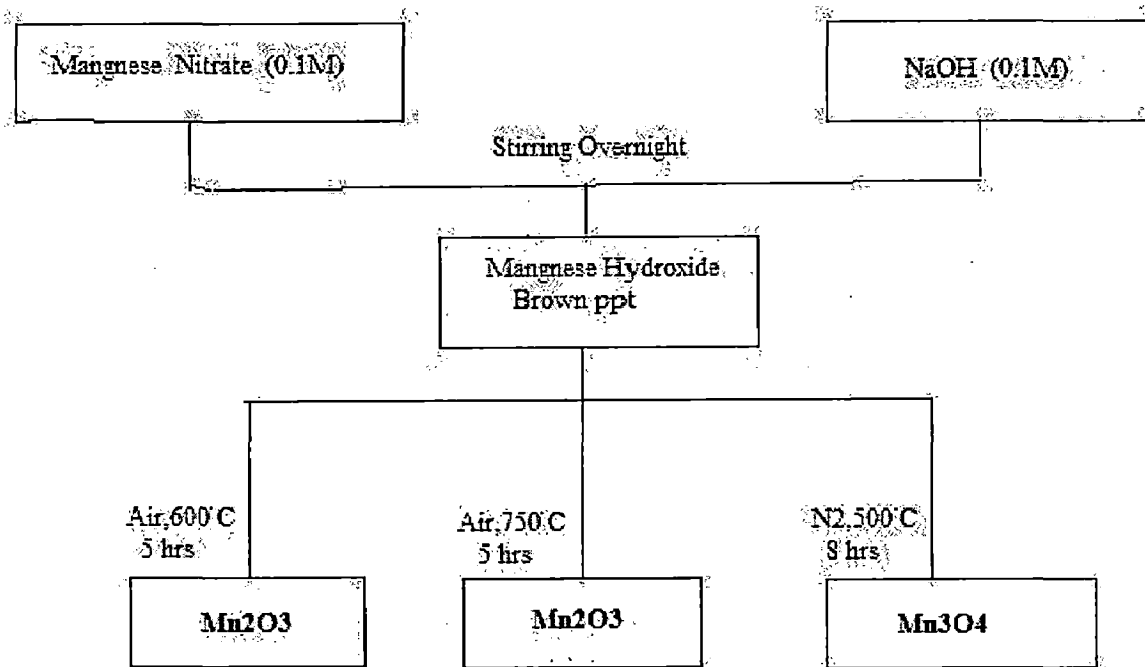 Mangnese Nitrate (0.1M)
NaOH (0.1M)
Stirring Overnight
Mangnese Hydroxide
Brown ppt
Air,600°C
5 hrs
Air,750°C
5 hrs
N2,500°C
8 hrs
Mn2O3
Mn2O3
Mn3O4